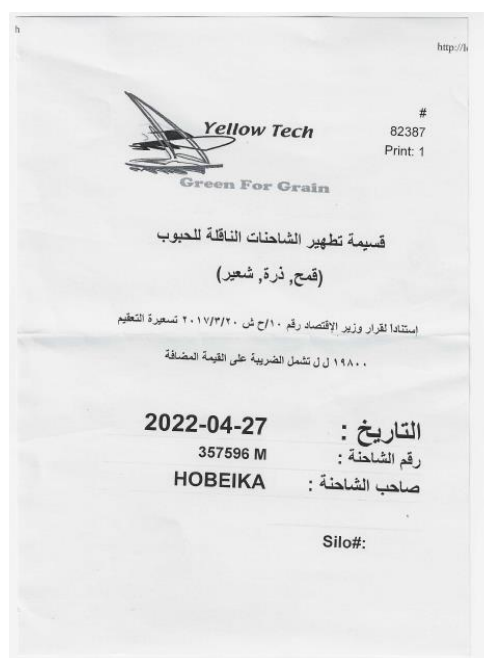 h
http://l
#
82387
Print: 1
Yellow Tech
Green For Grain
قسيمة تطهير الشاحنات الناقلة للحبوب
(قمح, ذرة, شعير)
إستنادا لقرار وزير الإقتصاد رقم ١٠/ح ش ٢٠١٧/٣/٢٠ تسعيرة التعقيم
١٩٨٠٠ ل ل تشمل الضريبة على القيمة المضافة
التاريخ : 2022-04-27
رقم الشاحنة : 357596 M
صاحب الشاحنة : HOBEIKA
Silo#: